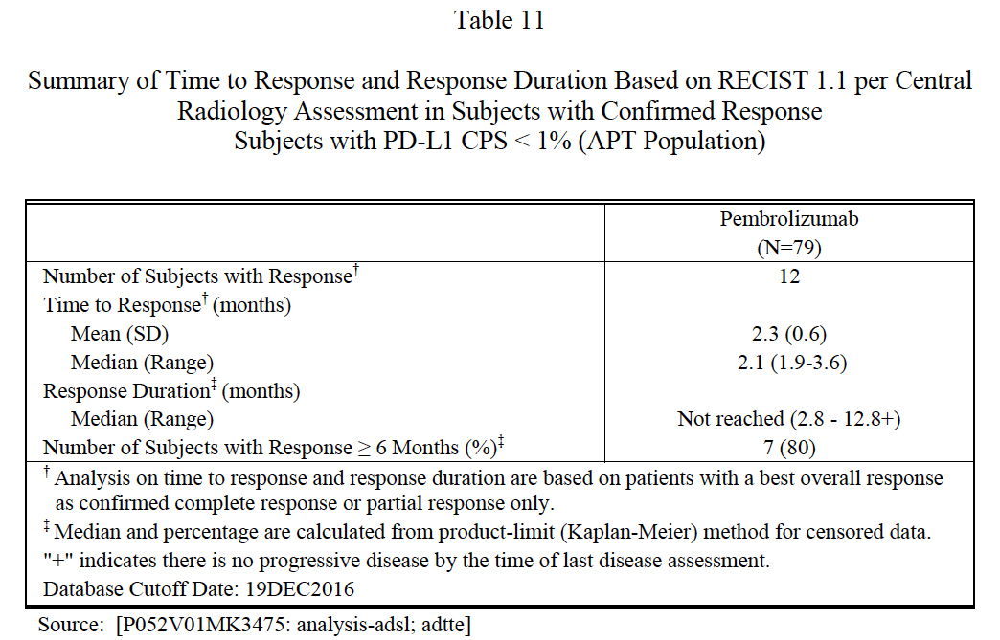 Table 11
Summary of Time to Response and Response Duration Based on RECIST 1.1 per Central
Radiology Assessment in Subjects with Confirmed Response
Subjects with PD-L1 CPS < 1% (APT Population)
Pembrolizumab
(N=79)
Number of Subjects with Response† 12
Time to Response† (months)
Mean (SD) 2.3 (0.6)
Median (Range) 2.1 (1.9-3.6)
Response Duration‡ (months)
Median (Range) Not reached (2.8 - 12.8+)
Number of Subjects with Response ≥ 6 Months (%)‡ 7 (80)
† Analysis on time to response and response duration are based on patients with a best overall response
as confirmed complete response or partial response only.
‡ Median and percentage are calculated from product-limit (Kaplan-Meier) method for censored data.
"+" indicates there is no progressive disease by the time of last disease assessment.
Database Cutoff Date: 19DEC2016
Source: [P052V01MK3475: analysis-adsl; adtte]